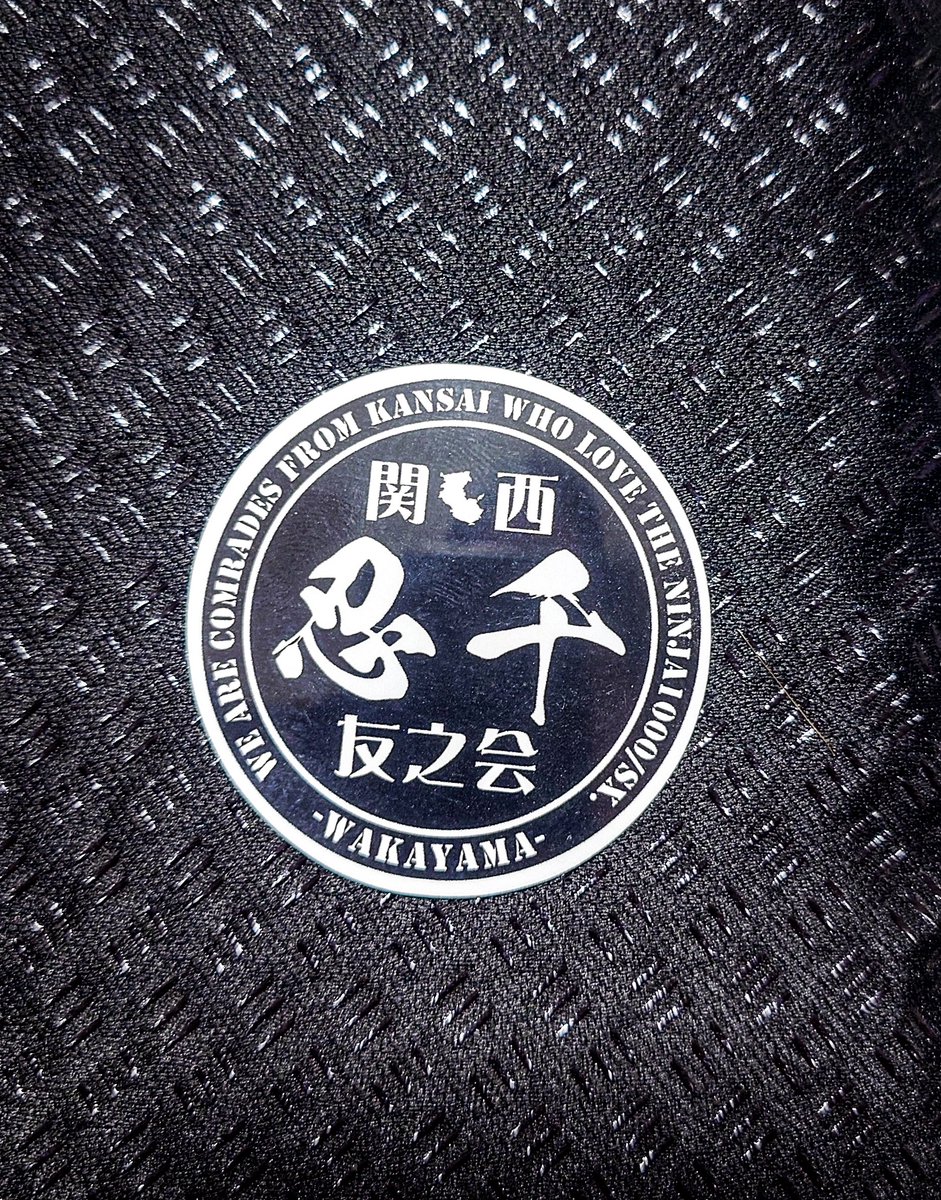 WE ARE COMRADES FROM KANSAI WHO LOVE THE NINJA1000/SX.
関西
忍千
友之会
-WAKAYAMA-